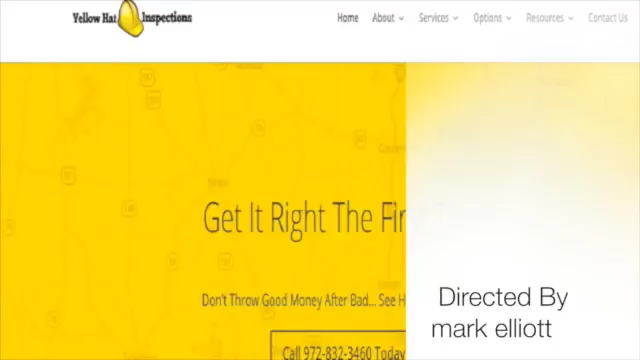 Yellow Hat Inspections
Home About Services Options Resources Contact Us
Get It Right The Fir
Don't Throw Good Money After Bad... See H
Call 972-832-3460 Today
Directed By
mark elliott